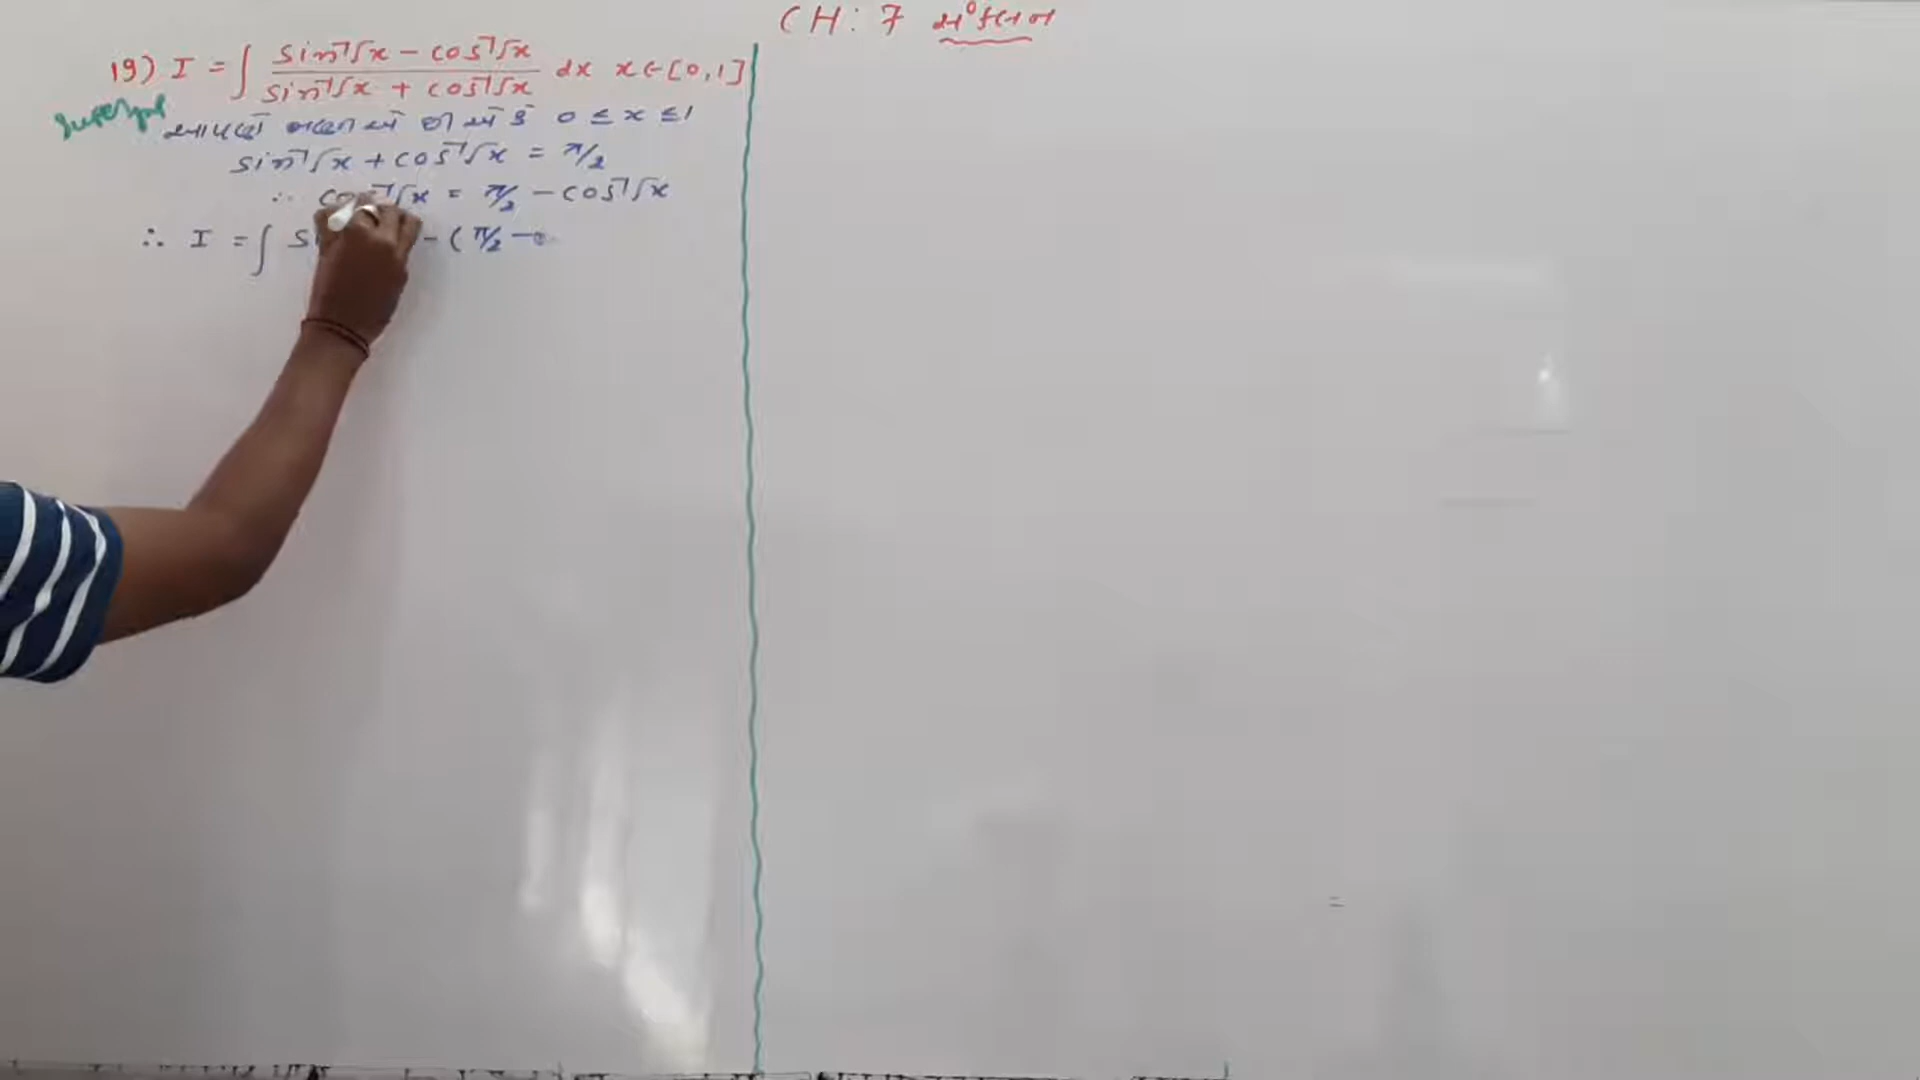 CH: 7 સંકલન
19) I = ∫ (sin⁻¹√x − cos⁻¹√x) / (sin⁻¹√x + cos⁻¹√x) dx x∈[0,1]
આપણે જાણીએ છીએ કે 0 ≤ x ≤ 1
sin⁻¹√x + cos⁻¹√x = π/2
∴ cos⁻¹√x = π/2 − cos⁻¹√x
∴ I = ∫ − (π/2 −